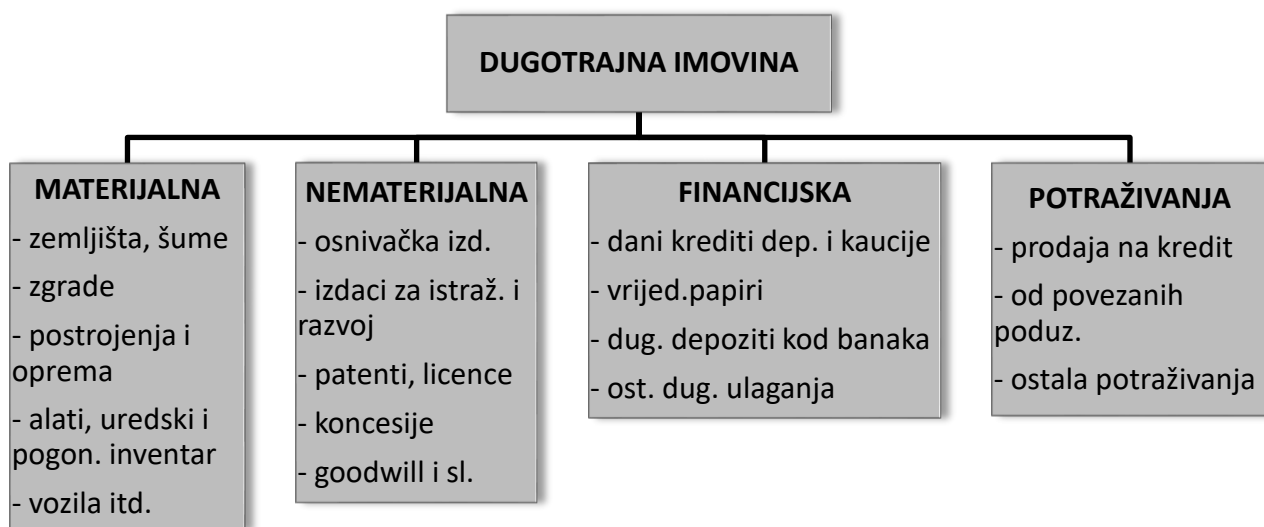 DUGOTRAJNA IMOVINA
MATERIJALNA
- zemljišta, šume
- zgrade
- postrojenja i
oprema
- alati, uredski i
pogon. inventar
- vozila itd.
NEMATERIJALNA
- osnivačka izd.
- izdaci za istraž. i
razvoj
- patenti, licence
- koncesije
- goodwill i sl.
FINANCIJSKA
- dani krediti dep. i kaucije
- vrijed.papiri
- dug. depoziti kod banaka
- ost. dug. ulaganja
POTRAŽIVANJA
- prodaja na kredit
- od povezanih
poduz.
- ostala potraživanja